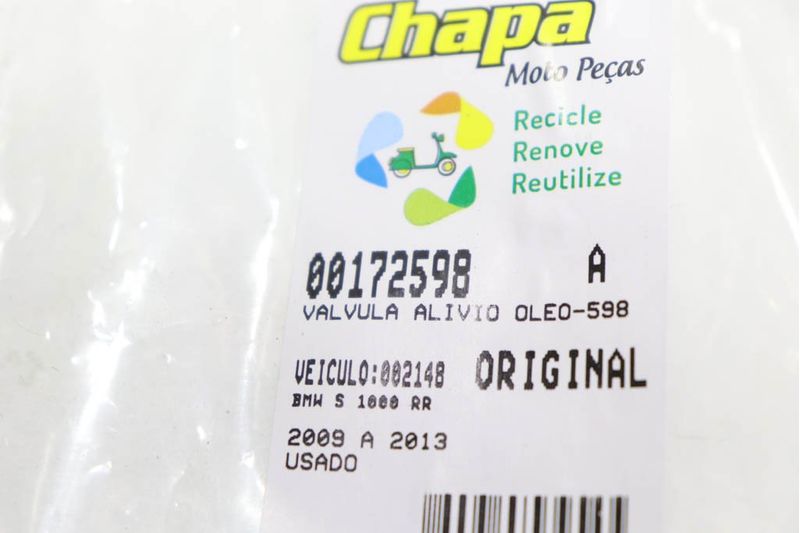 Chapa
Moto Peças
Recicle
Renove
Reutilize
00172598 A
VALVULA ALIVIO OLEO-598
VEICULO:002148 ORIGINAL
BMW S 1000 RR
2009 A 2013
USADO